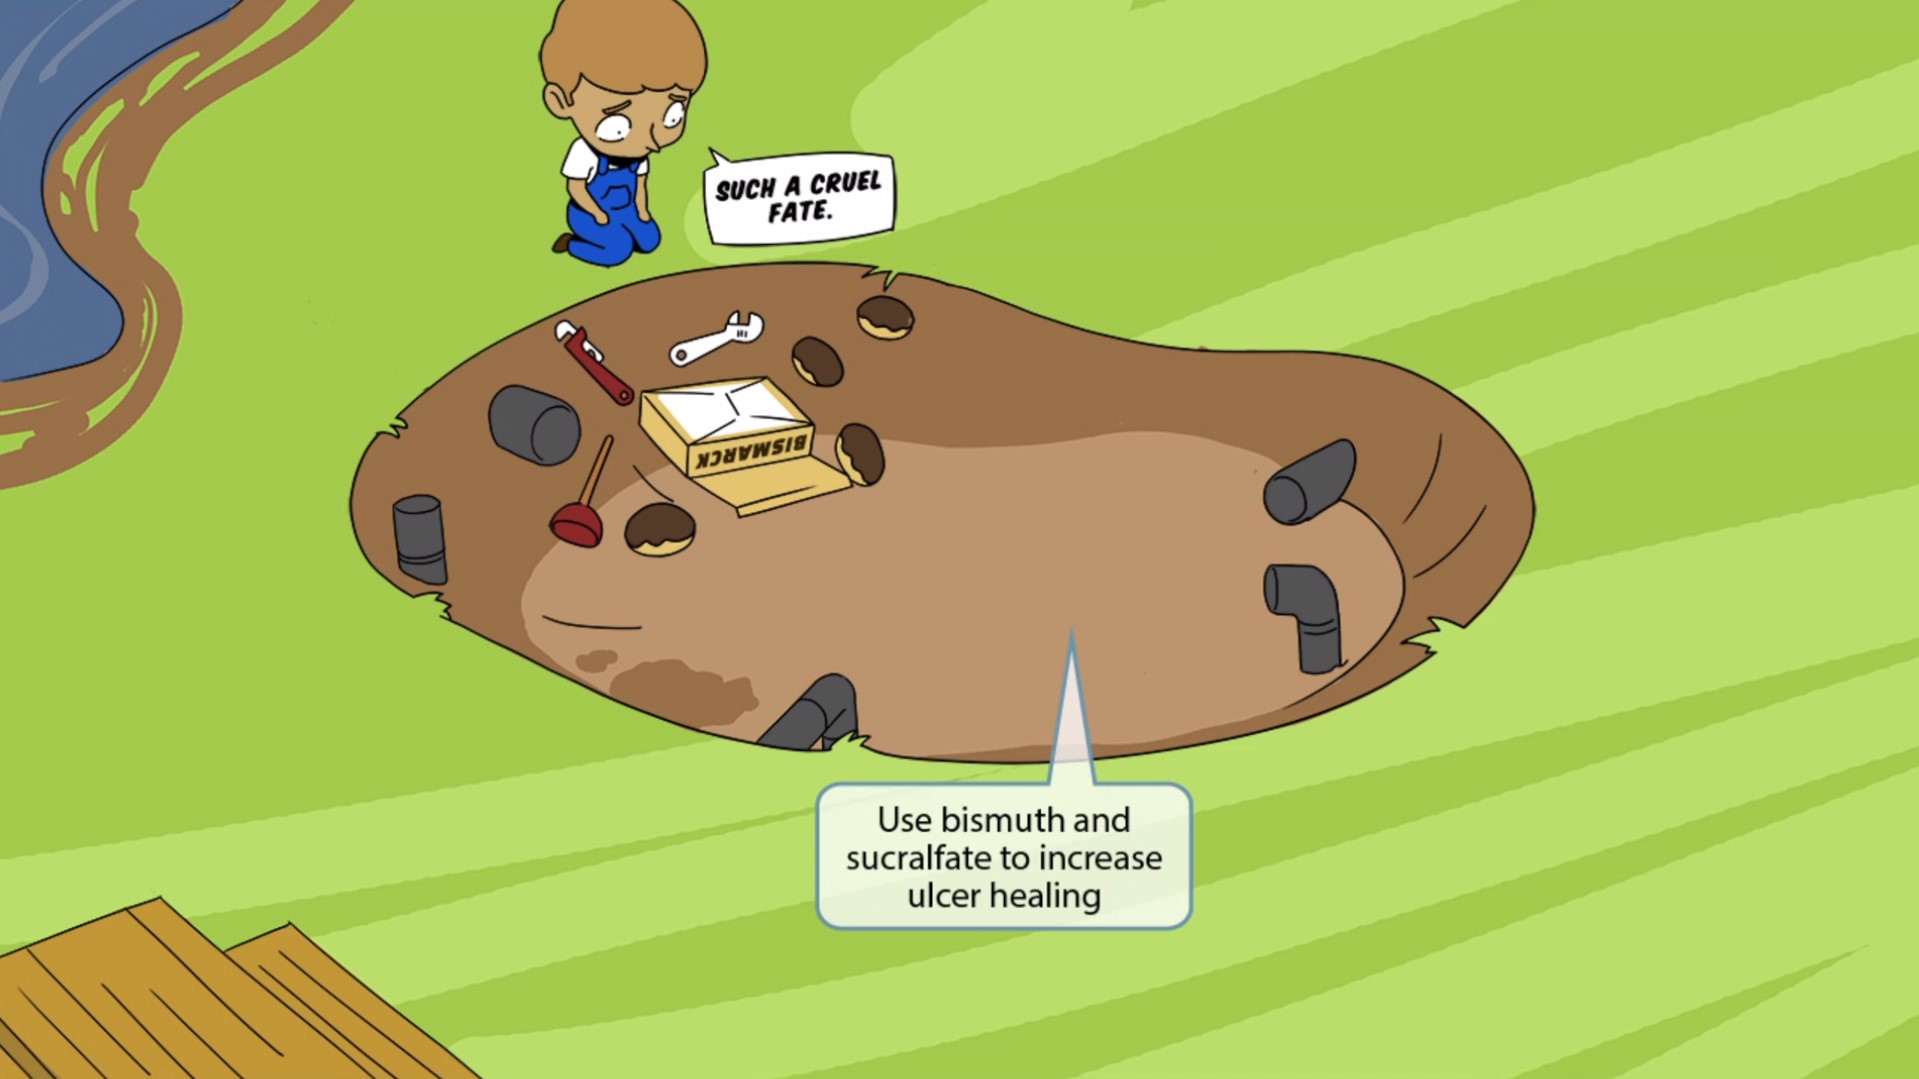 SUCH A CRUEL
FATE.
BISMARCK
Use bismuth and
sucralfate to increase
ulcer healing